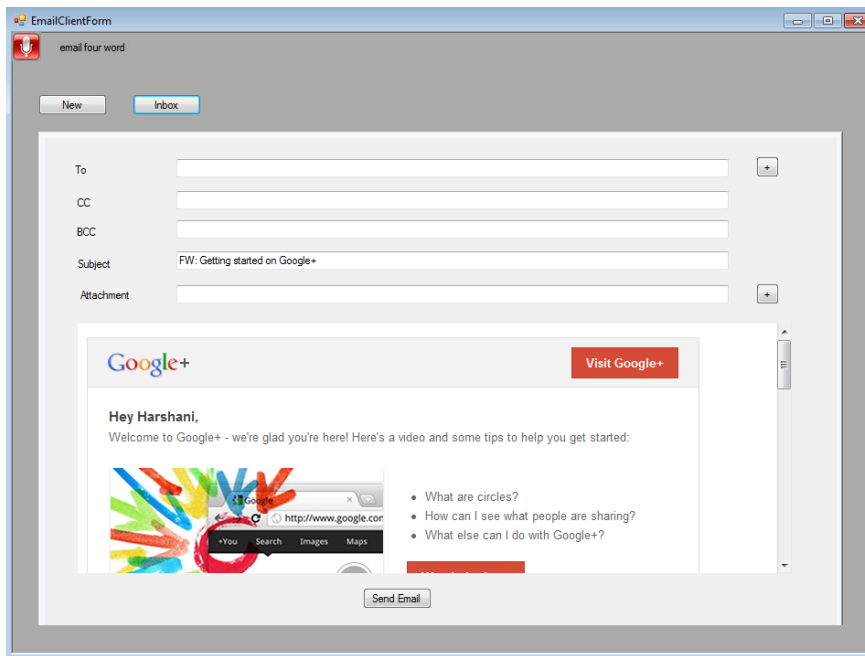 EmailClientForm
email four word
New Inbox
To +
CC
BCC
Subject FW: Getting started on Google+
Attachment +
Google+ Visit Google+
Hey Harshani,
Welcome to Google+ - we're glad you're here! Here's a video and some tips to help you get started:
Google
http://www.google.com
+You Search Images Maps
• What are circles?
• How can I see what people are sharing?
• What else can I do with Google+?
Send Email